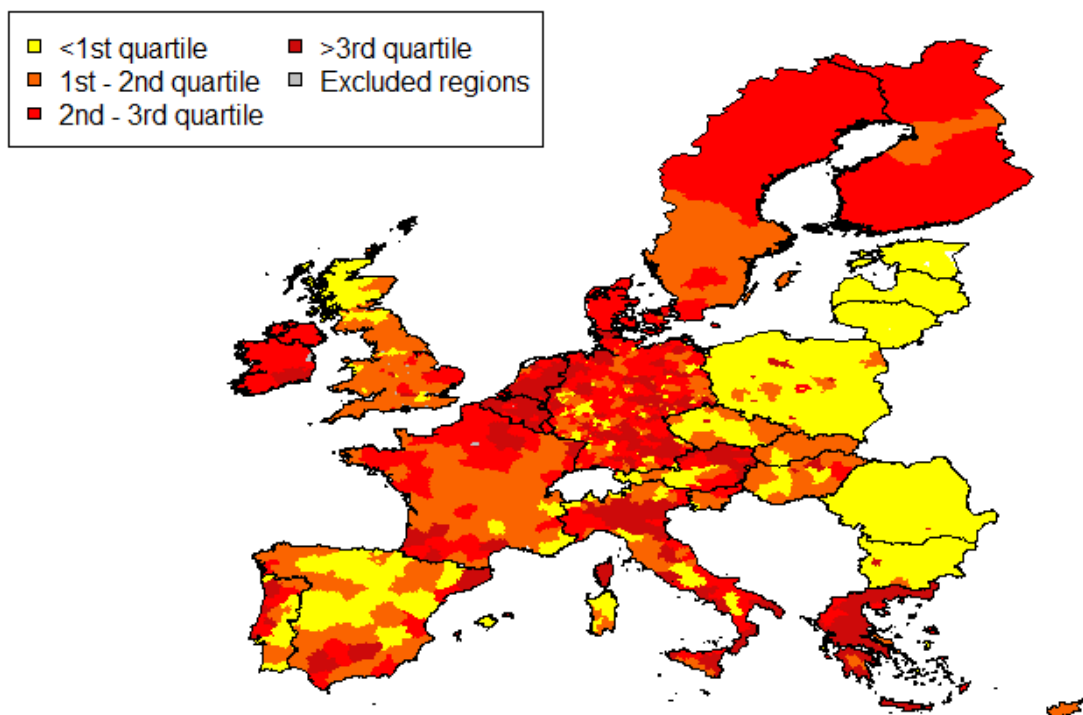 <1st quartile
1st - 2nd quartile
2nd - 3rd quartile
>3rd quartile
Excluded regions